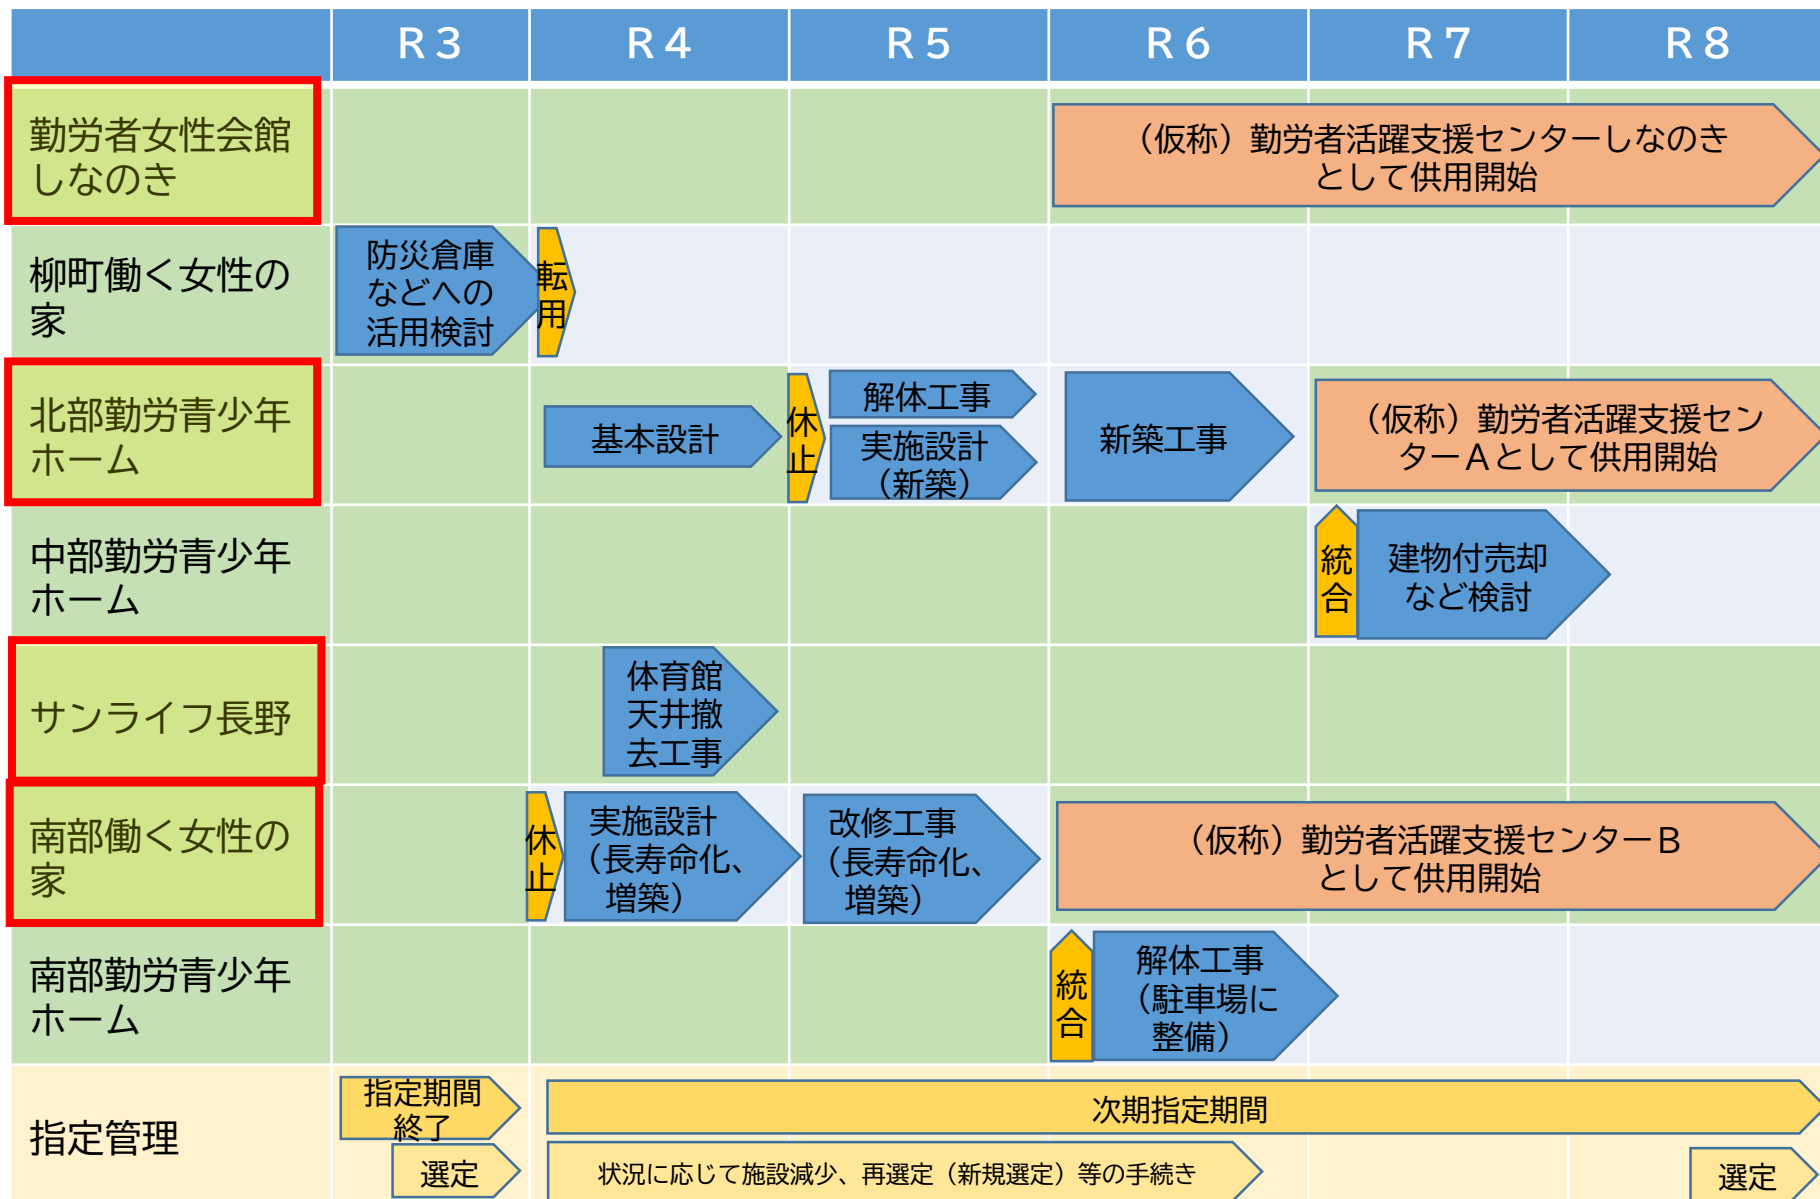 R3 R4 R5 R6 R7 R8
勤労者女性会館
しなのき
（仮称）勤労者活躍支援センターしなのき
として供用開始
柳町働く女性の
家
防災倉庫
などへの
活用検討
転
用
北部勤労青少年
ホーム
基本設計
休
止
解体工事
実施設計
（新築）
新築工事
（仮称）勤労者活躍支援セン
ターAとして供用開始
中部勤労青少年
ホーム
統
合
建物付売却
など検討
サンライフ長野
体育館
天井撤
去工事
南部働く女性の
家
休
止
実施設計
（長寿命化、
増築）
改修工事
（長寿命化、
増築）
（仮称）勤労者活躍支援センターB
として供用開始
南部勤労青少年
ホーム
統
合
解体工事
（駐車場に
整備）
指定管理
指定期間
終了
選定
次期指定期間
状況に応じて施設減少、再選定（新規選定）等の手続き
選定